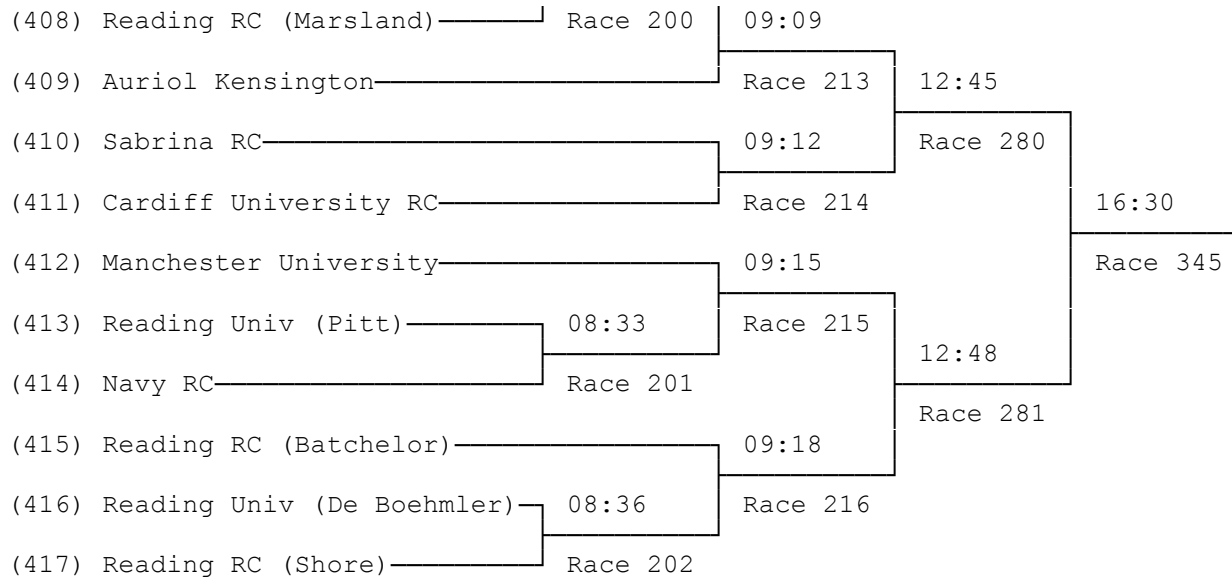 (408) Reading RC (Marsland) Race 200 09:09
(409) Auriol Kensington Race 213 12:45
(410) Sabrina RC 09:12 Race 280
(411) Cardiff University RC Race 214 16:30
(412) Manchester University 09:15 Race 345
(413) Reading Univ (Pitt) 08:33 Race 215
12:48
(414) Navy RC Race 201
Race 281
(415) Reading RC (Batchelor) 09:18
(416) Reading Univ (De Boehmler) 08:36 Race 216
(417) Reading RC (Shore) Race 202